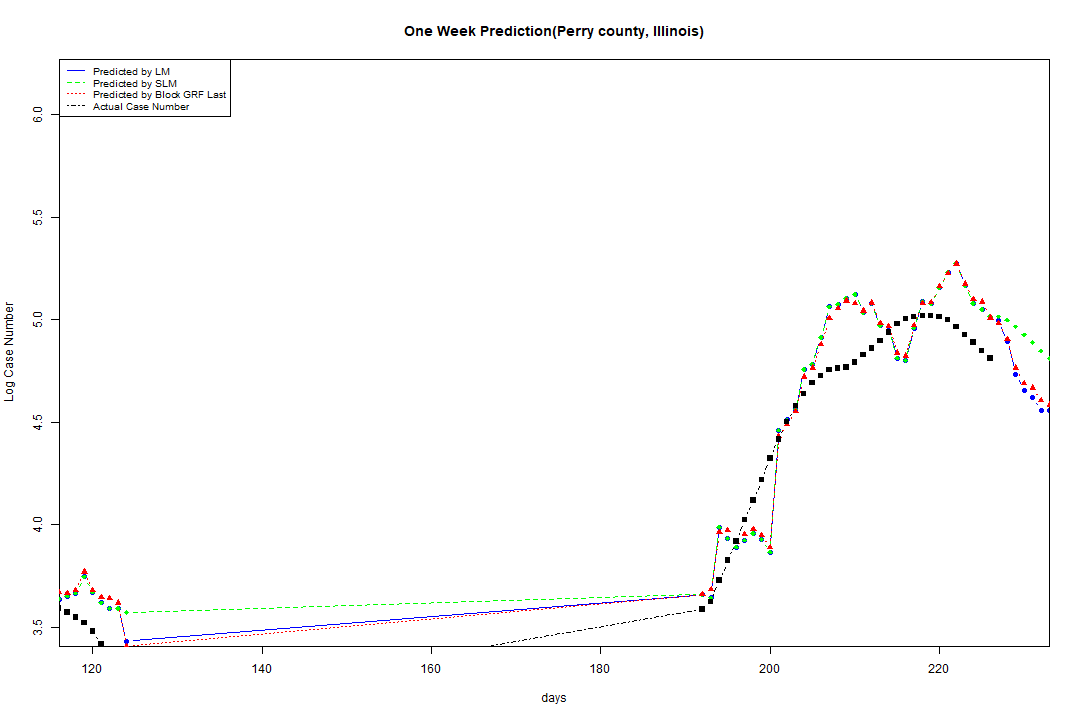 One Week Prediction(Perry county, Illinois)
Predicted by LM
Predicted by SLM
Predicted by Block GRF Last
Actual Case Number
6.0
5.5
5.0
4.5
4.0
3.5
Log Case Number
120 140 160 180 200 220
days